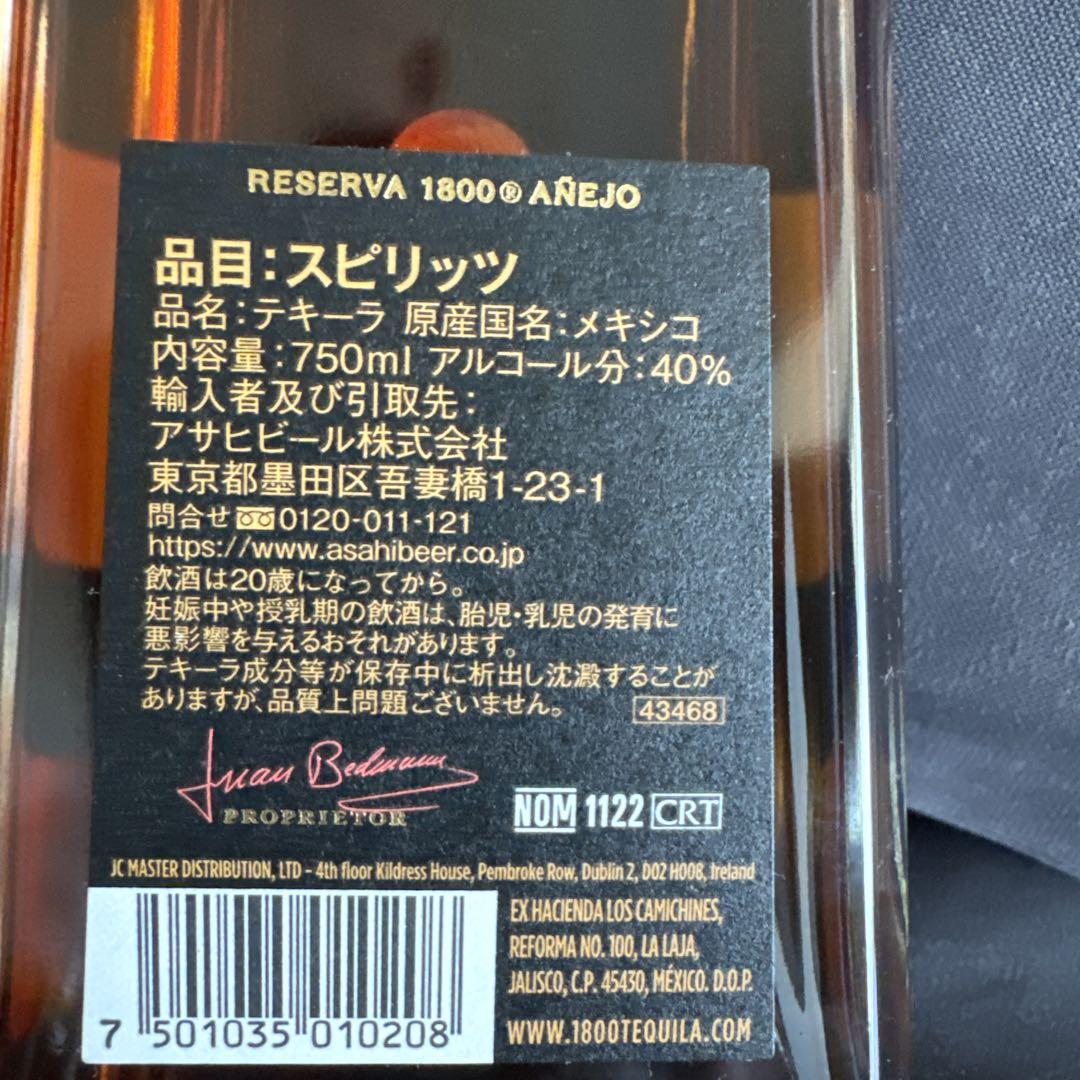 RESERVA 1800® AÑEJO
品目:スピリッツ
品名:テキーラ 原産国名:メキシコ
内容量:750ml アルコール分:40%
輸入者及び引取先:
アサヒビール株式会社
東京都墨田区吾妻橋1-23-1
問合せ 0120-011-121
https://www.asahibeer.co.jp
飲酒は20歳になってから。
妊娠中や授乳期の飲酒は、胎児・乳児の発育に
悪影響を与えるおそれがあります。
テキーラ成分等が保存中に析出し沈澱することが
ありますが、品質上問題ございません。
43468
Juan Beckmann
PROPRIETOR
NOM 1122 CRT
JC MASTER DISTRIBUTION, LTD – 4th floor Kildress House, Pembroke Row, Dublin 2, D02 H008, Ireland
EX HACIENDA LOS CAMICHINES,
REFORMA NO. 100, LA LAJA,
JALISCO, C.P. 45430, MÉXICO. D.O.P.
WWW.1800TEQUILA.COM
7 501035 010208